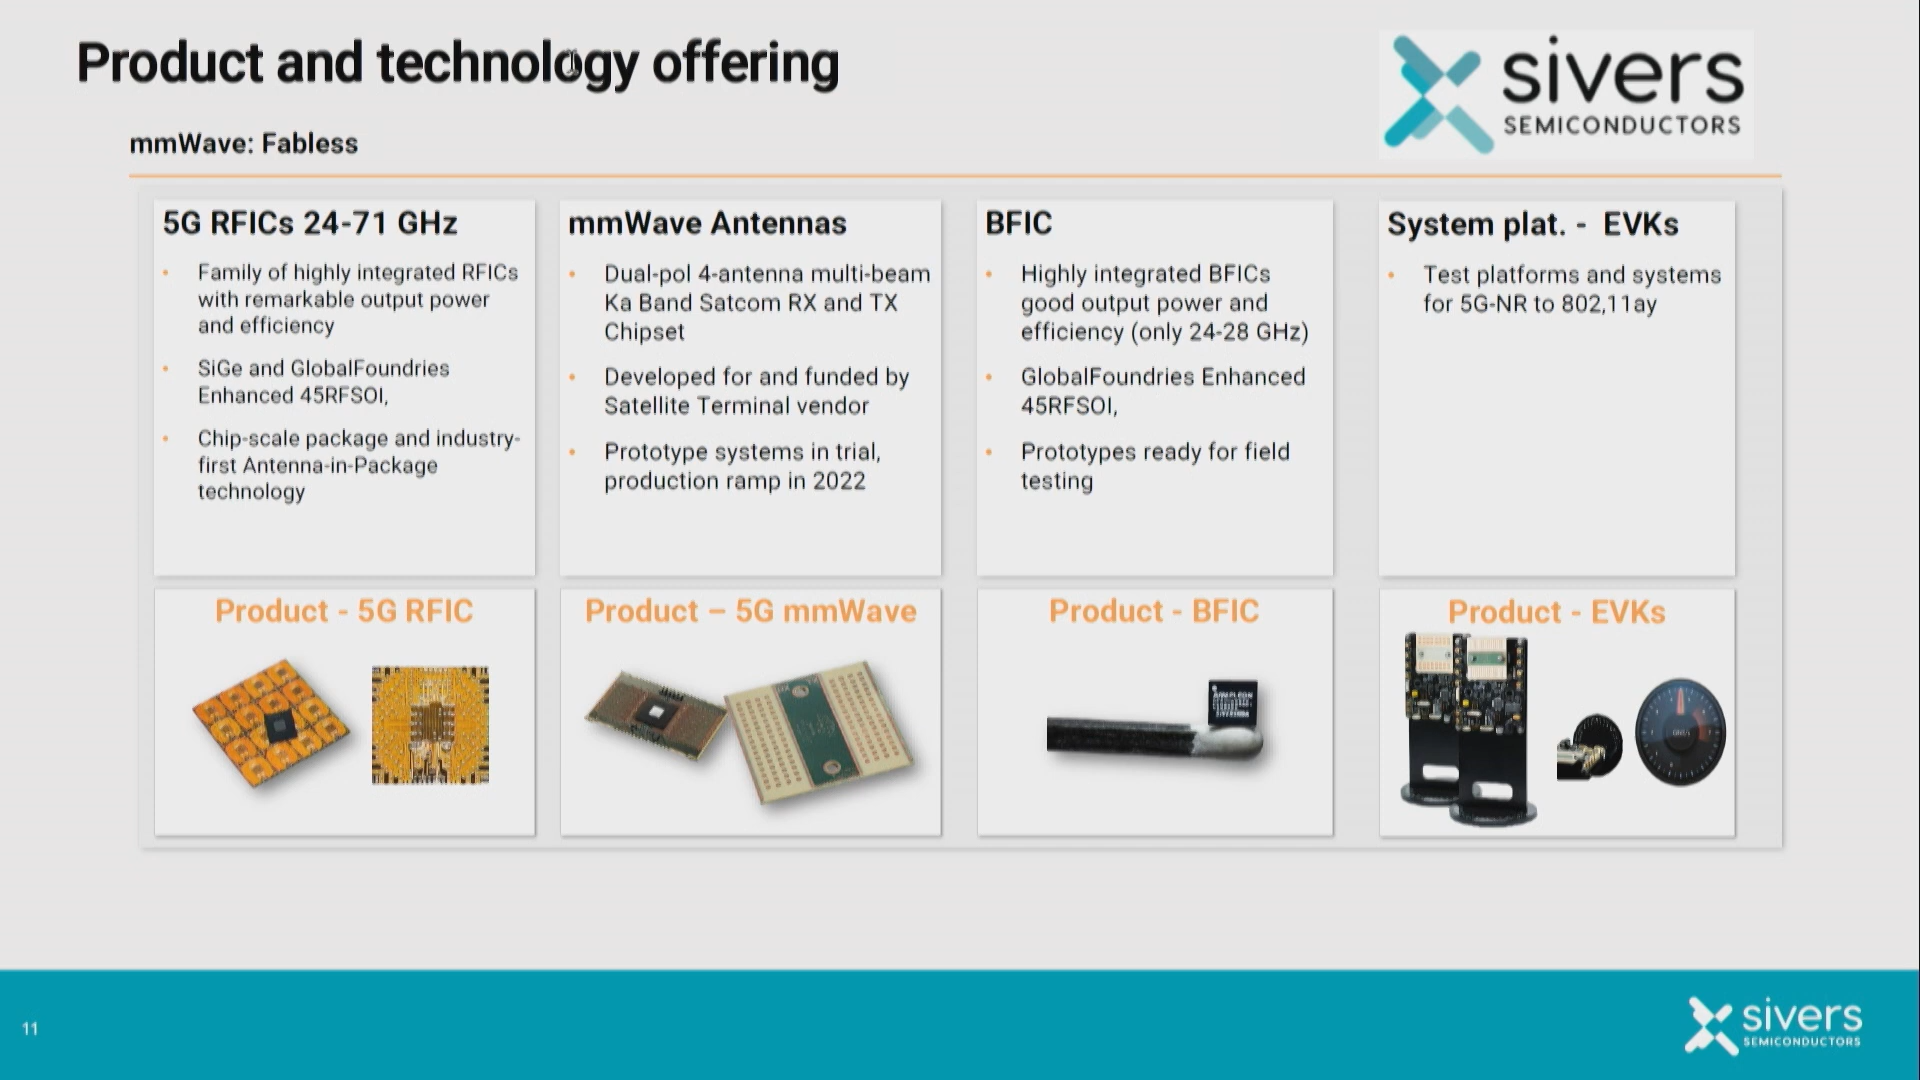 Product and technology offering
sivers
SEMICONDUCTORS
mmWave: Fabless
5G RFICs 24-71 GHz
• Family of highly integrated RFICs
with remarkable output power
and efficiency
• SiGe and GlobalFoundries
Enhanced 45RFSOI,
• Chip-scale package and industry-
first Antenna-in-Package
technology
mmWave Antennas
• Dual-pol 4-antenna multi-beam
Ka Band Satcom RX and TX
Chipset
• Developed for and funded by
Satellite Terminal vendor
• Prototype systems in trial,
production ramp in 2022
BFIC
• Highly integrated BFICs
good output power and
efficiency (only 24-28 GHz)
• GlobalFoundries Enhanced
45RFSOI,
• Prototypes ready for field
testing
System plat. - EVKs
• Test platforms and systems
for 5G-NR to 802,11ay
Product - 5G RFIC
Product – 5G mmWave
Product - BFIC
Product - EVKs
11
sivers
SEMICONDUCTORS